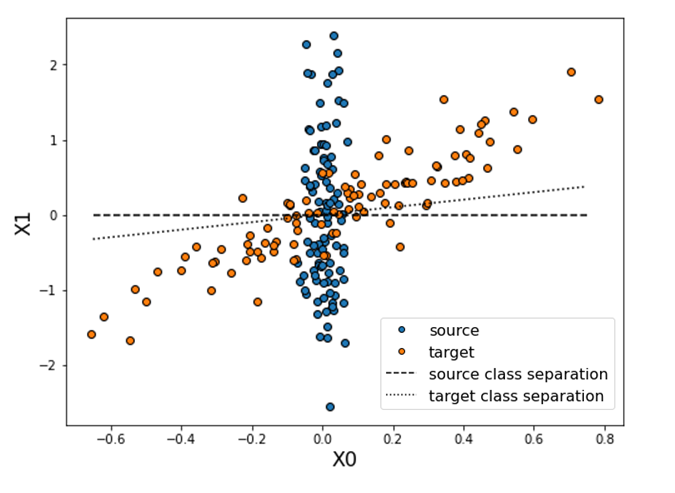 2
1
0
−1
−2
X1
−0.6 −0.4 −0.2 0.0 0.2 0.4 0.6 0.8
X0
source
target
source class separation
target class separation